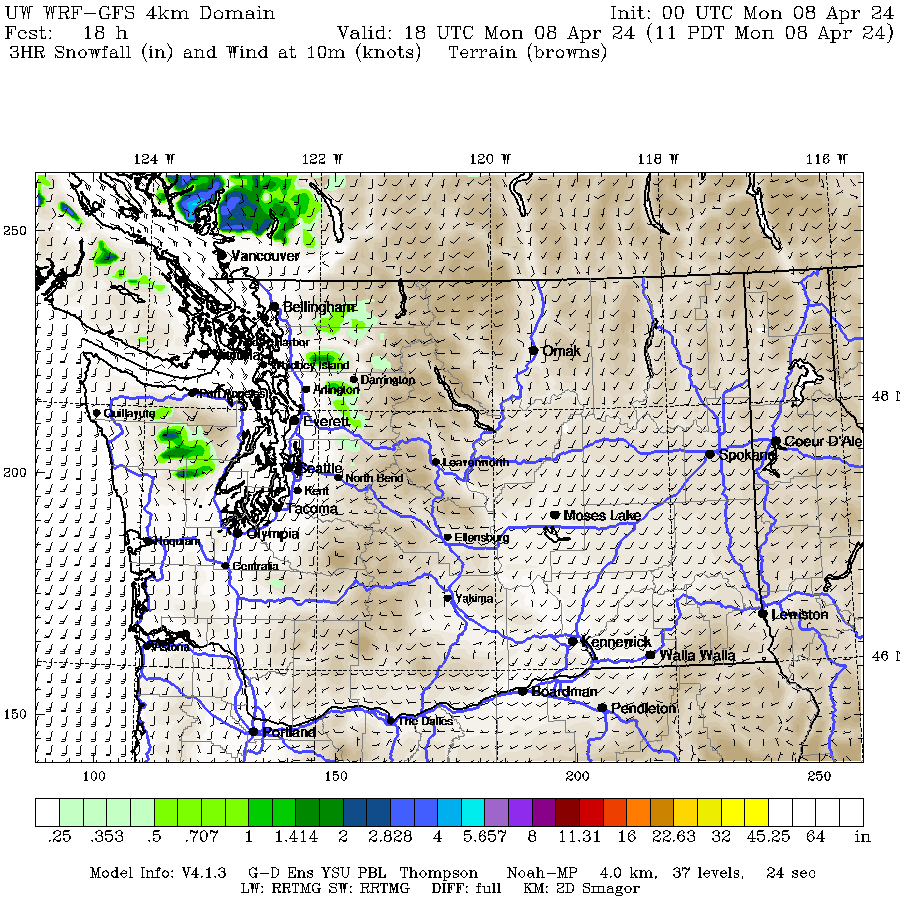 UW WRF-GFS 4km Domain Init: 00 UTC Mon 08 Apr 24
Fcst: 18 h Valid: 18 UTC Mon 08 Apr 24 (11 PDT Mon 08 Apr 24)
3HR Snowfall (in) and Wind at 10m (knots) Terrain (browns)
124 W 122 W 120 W 118 W 116 W
250
Vancouver
Bellingham
Harbor
Omak
Whidbey Island
Darrington
Arlington
Port Angeles
48 N
Quillayute
Everett
Coeur D'Ale
Spokane
Leavenworth
Seattle
200
North Bend
Kent
Tacoma
Moses Lake
Olympia
Ellensburg
Hoquiam
Centralia
Yakima
Lewiston
Kennewick
Astoria
Walla Walla
46 N
Boardman
Pendleton
150
The Dalles
Portland
100 150 200 250
.25 .353 .5 .707 1 1.414 2 2.828 4 5.657 8 11.31 16 22.63 32 45.25 64 in
Model Info: V4.1.3 G-D Ens YSU PBL Thompson Noah-MP 4.0 km, 37 levels, 24 sec
LW: RRTMG SW: RRTMG DIFF: full KM: 2D Smagor